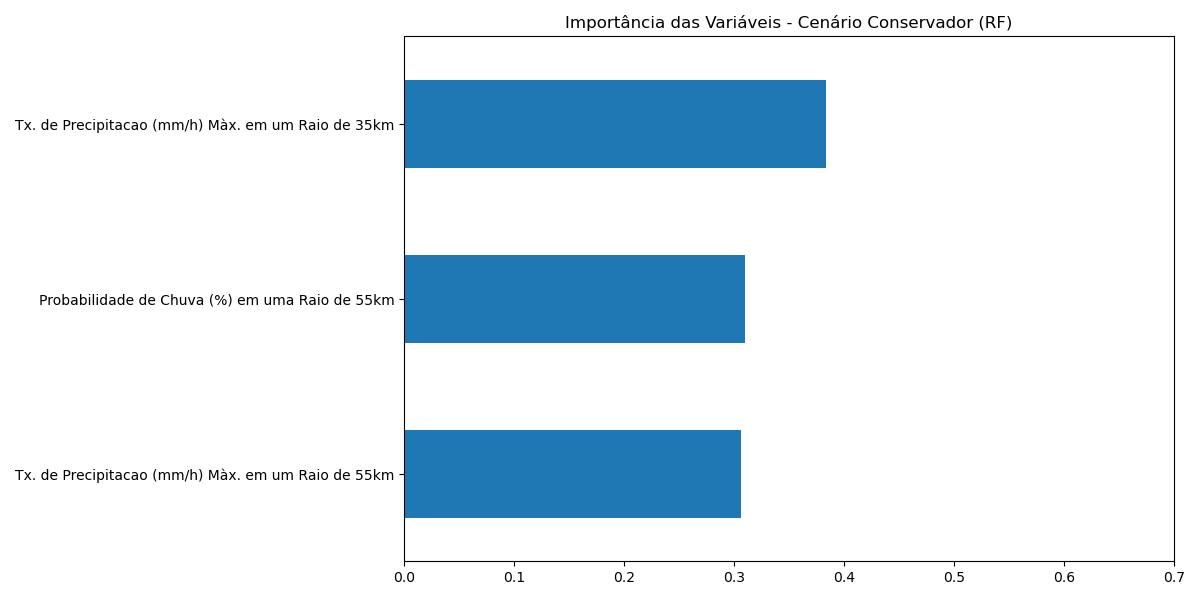 Importância das Variáveis - Cenário Conservador (RF)
Tx. de Precipitacao (mm/h) Màx. em um Raio de 35km
Probabilidade de Chuva (%) em uma Raio de 55km
Tx. de Precipitacao (mm/h) Màx. em um Raio de 55km
0.0 0.1 0.2 0.3 0.4 0.5 0.6 0.7